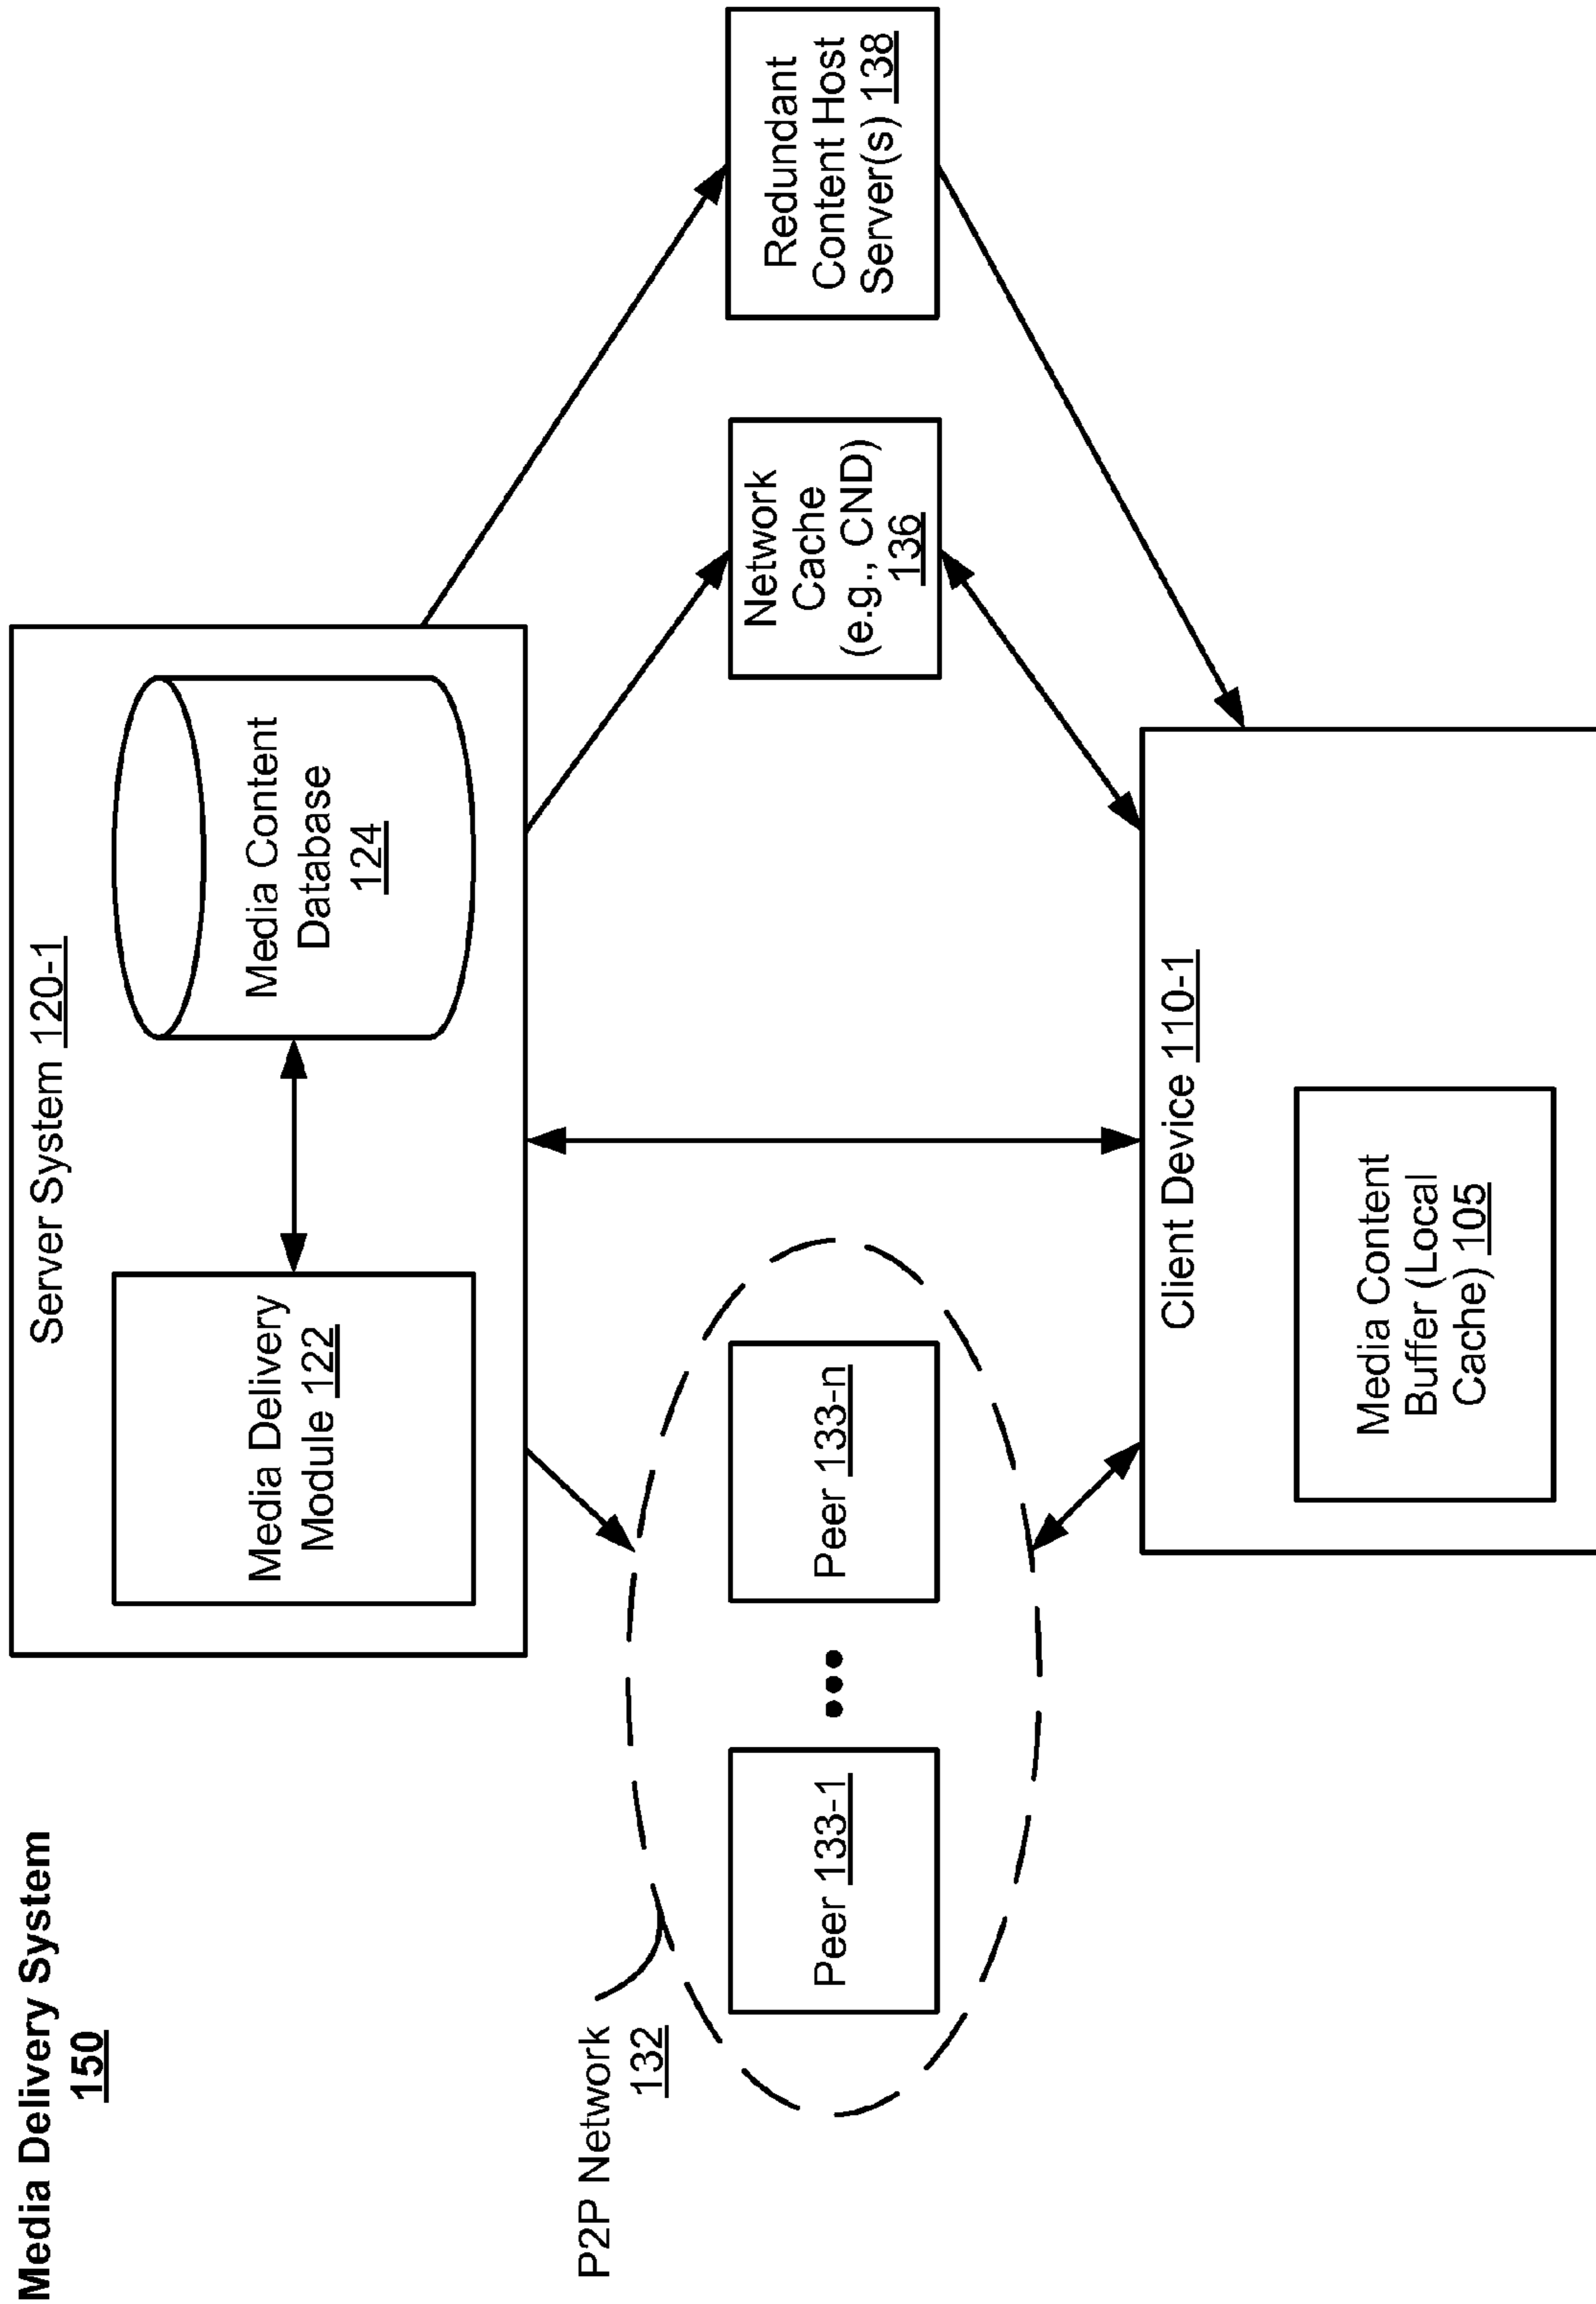 Media Delivery System
150
Server System 120-1
Media Delivery
Module 122
Media Content
Database
124
P2P Network
132
Peer 133-1
Peer 133-n
Network
Cache
(e.g., CND)
136
Redundant
Content Host
Server(s) 138
Client Device 110-1
Media Content
Buffer (Local
Cache) 105